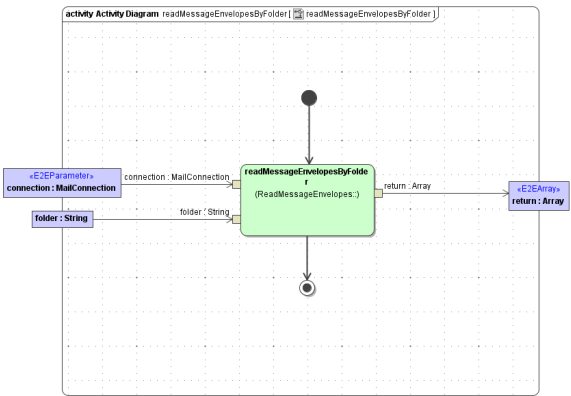 activity Activity Diagram readMessageEnvelopesByFolder [ readMessageEnvelopesByFolder ]
«E2EParameter»
connection : MailConnection
connection : MailConnection
folder : String
folder : String
readMessageEnvelopesByFolde
r
(ReadMessageEnvelopes::)
return : Array
«E2EArray»
return : Array